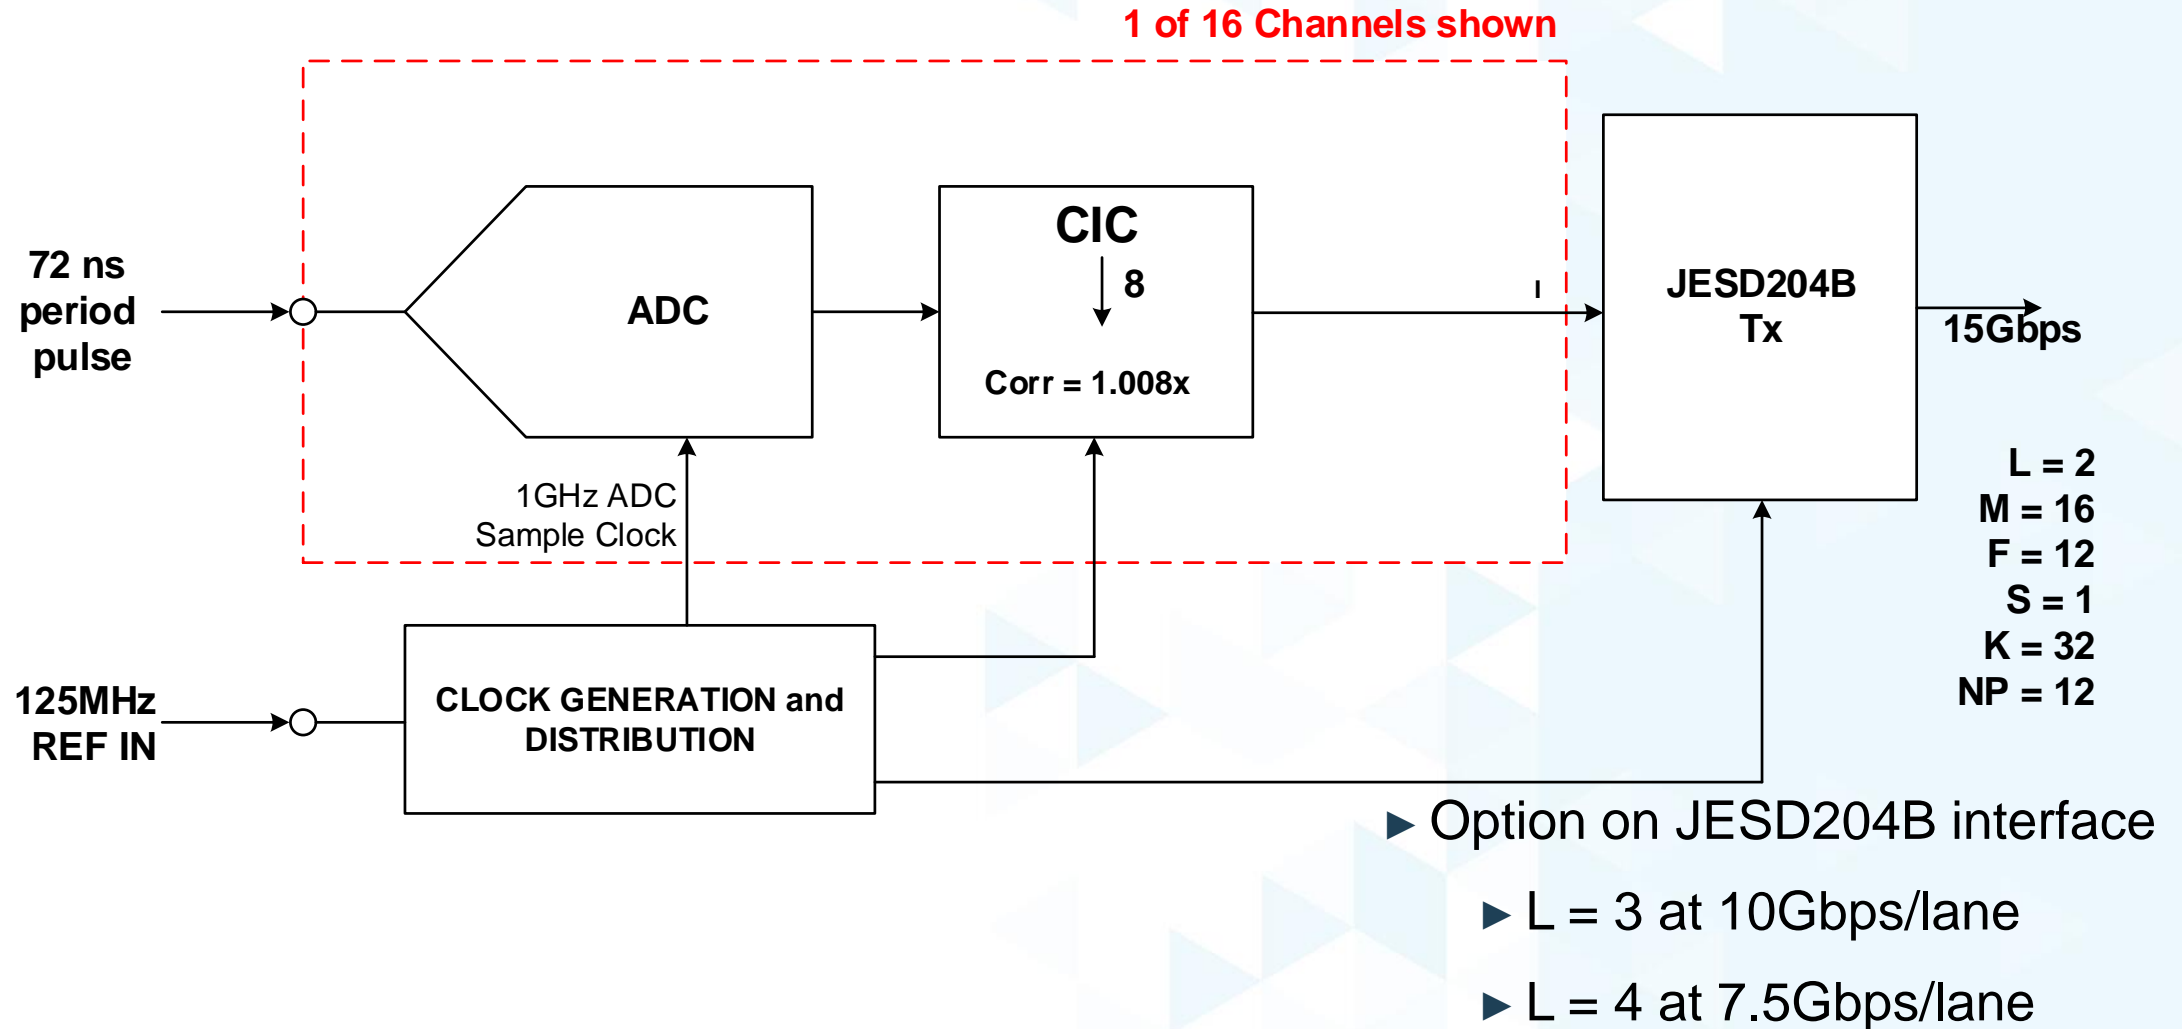 1 of 16 Channels shown
72 ns
period
pulse
ADC
CIC
8
Corr = 1.008x
I
JESD204B
Tx
15Gbps
1GHz ADC
Sample Clock
L = 2
M = 16
F = 12
S = 1
K = 32
NP = 12
125MHz
REF IN
CLOCK GENERATION and
DISTRIBUTION
Option on JESD204B interface
L = 3 at 10Gbps/lane
L = 4 at 7.5Gbps/lane